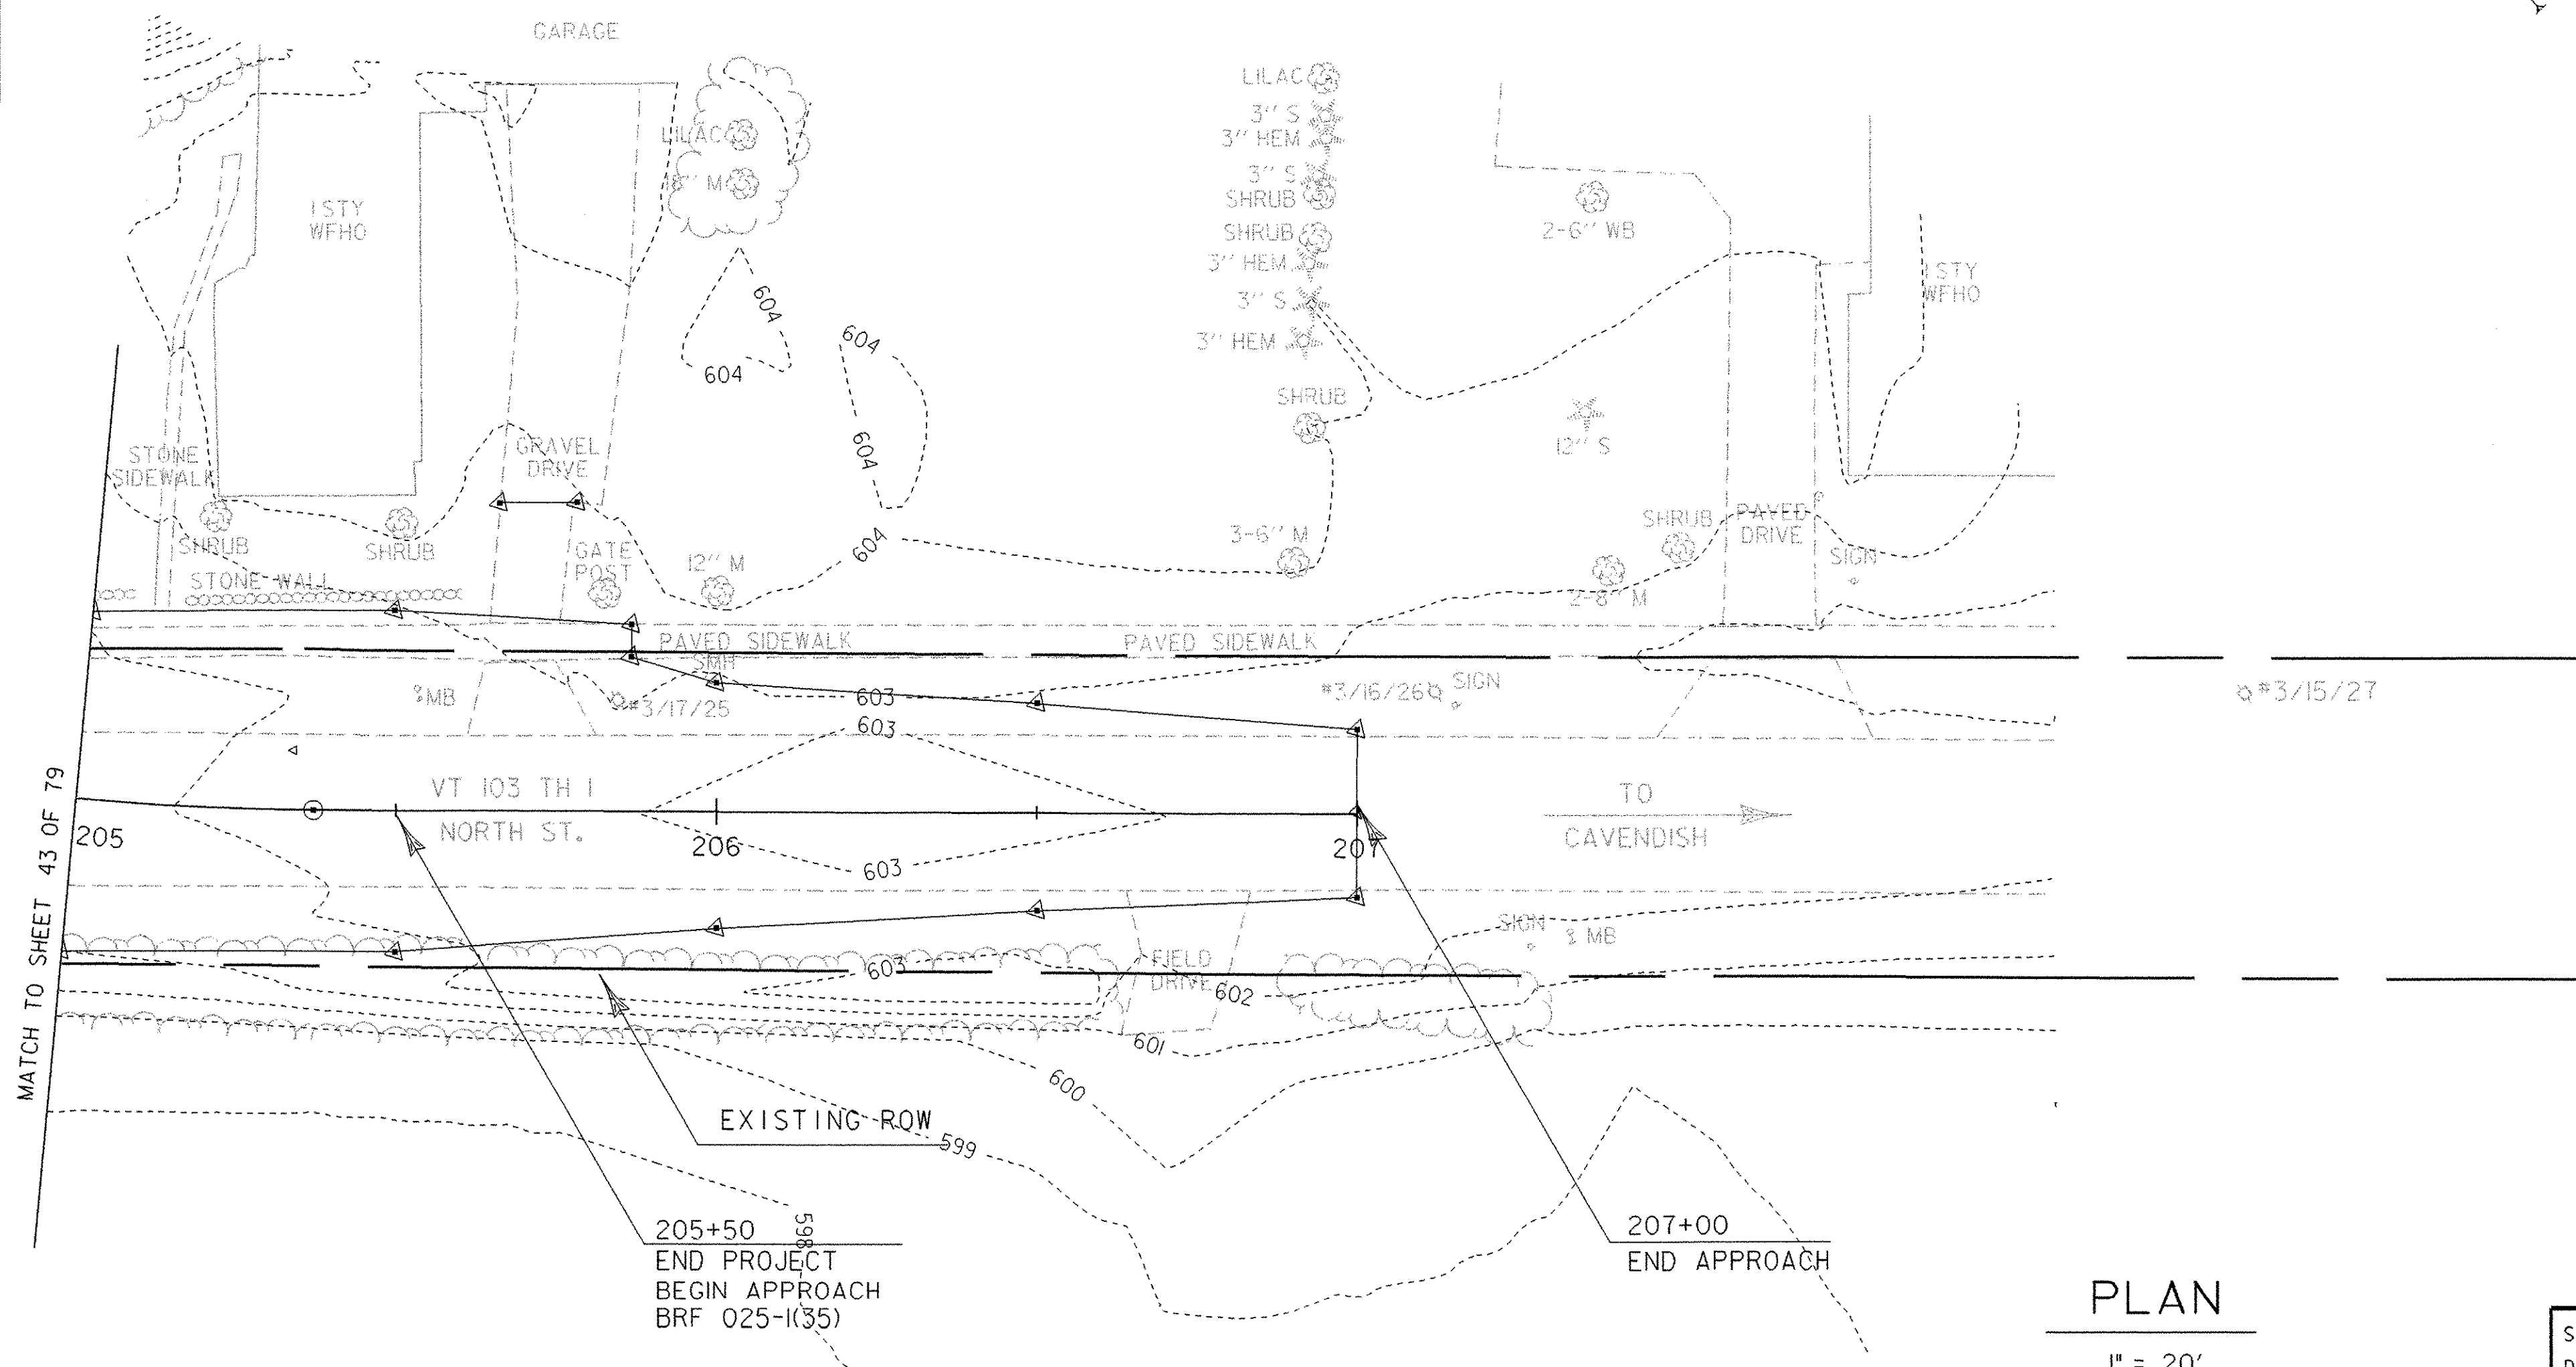 GARAGE
LILAC
3" S
3" HEM
LILAC
3" S
18" M
SHRUB
1 STY
WFHO
SHRUB
2-6" WB
3" HEM
1 STY
WFHO
604
3" S
604
3" HEM
604
SHRUB
STONE
SIDEWALK
GRAVEL
DRIVE
604
12" S
SHRUB
SHRUB
GATE
POST
12" M
604
3-6" M
SHRUB
PAVED
DRIVE
SIGN
STONE WALL
2-8" M
PAVED SIDEWALK
PAVED SIDEWALK
SMH
MB
#3/17/25
603
#3/16/26
SIGN
#3/15/27
603
VT 103 TH 1
NORTH ST.
TO
CAVENDISH
205
206
207
603
MATCH TO SHEET 43 OF 79
SIGN
MB
603
FIELD
DRIVE
602
601
600
EXISTING ROW
599
598
205+50
END PROJECT
BEGIN APPROACH
BRF 025-1(35)
207+00
END APPROACH
PLAN
1" = 20'